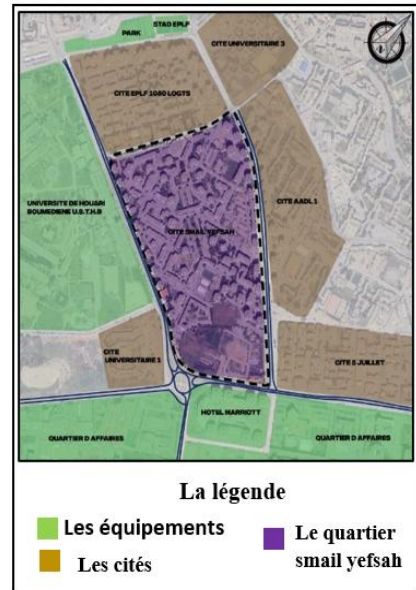 STAD EPLF
PARK
CITE UNIVERSITAIRE 3
CITE EPLF 1080 LOGTS
UNIVERSITE DE HOUARI
BOUMEDIENE U.S.T.H.B
CITE AADL 1
CITE SMAIL YEFSAH
CITE
UNIVERSITAIRE 1
CITE 5 JUILLET
HOTEL MARRIOTT
QUARTIER D AFFAIRES
QUARTIER D AFFAIRES
La légende
Les équipements
Les cités
Le quartier
smail yefsah